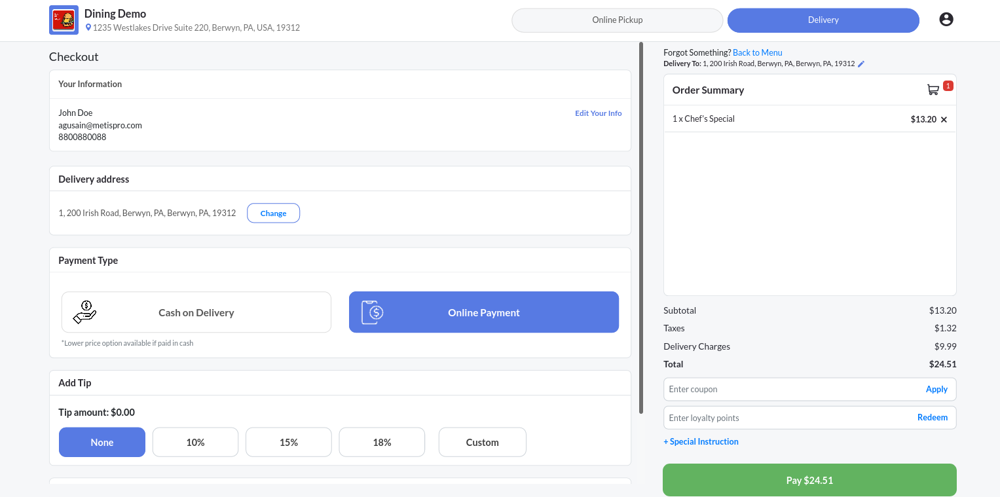 Dining Demo
1235 Westlakes Drive Suite 220, Berwyn, PA, USA, 19312
Online Pickup
Delivery
Checkout
Your Information
John Doe
agusain@metispro.com
8800880088
Edit Your Info
Delivery address
1, 200 Irish Road, Berwyn, PA, Berwyn, PA, 19312
Change
Payment Type
Cash on Delivery
Online Payment
*Lower price option available if paid in cash
Add Tip
Tip amount: $0.00
None
10%
15%
18%
Custom
Forgot Something? Back to Menu
Delivery To: 1, 200 Irish Road, Berwyn, PA, Berwyn, PA, 19312
Order Summary
1
1 x Chef's Special $13.20
Subtotal $13.20
Taxes $1.32
Delivery Charges $9.99
Total $24.51
Enter coupon Apply
Enter loyalty points Redeem
+ Special Instruction
Pay $24.51